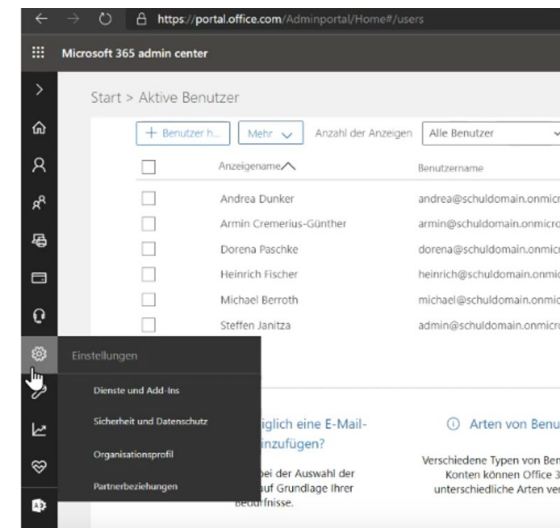 https://portal.office.com/Adminportal/Home#/users
Microsoft 365 admin center
Start > Aktive Benutzer
+ Benutzer h... Mehr Anzahl der Anzeigen Alle Benutzer
Anzeigename Benutzername
Andrea Dunker andrea@schuldomain.onmicr
Armin Cremerius-Günther armin@schuldomain.onmicro
Dorena Paschke dorena@schuldomain.onmic
Heinrich Fischer heinrich@schuldomain.onmic
Michael Berroth michael@schuldomain.onmic
Steffen Janitza admin@schuldomain.onmicr
Einstellungen
Dienste und Add-Ins
Sicherheit und Datenschutz
Organisationsprofil
Partnerbeziehungen
iglich eine E-Mail-
inzufügen?
bei der Auswahl der
auf Grundlage Ihrer
Bedürfnisse.
Arten von Benu
Verschiedene Typen von Ben
Konten können Office 3
unterschiedliche Arten ver